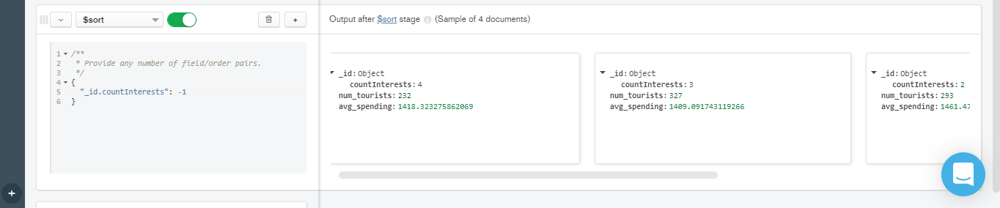 $sort
+
Output after $sort stage (Sample of 4 documents)
1 /**
2 * Provide any number of field/order pairs.
3 */
4 {
5 "_id.countInterests": -1
6 }
_id: Object
countInterests: 4
num_tourists: 232
avg_spending: 1418.323275862069
_id: Object
countInterests: 3
num_tourists: 327
avg_spending: 1409.091743119266
_id: Object
countInterests: 2
num_tourists: 293
avg_spending: 1461.47
+